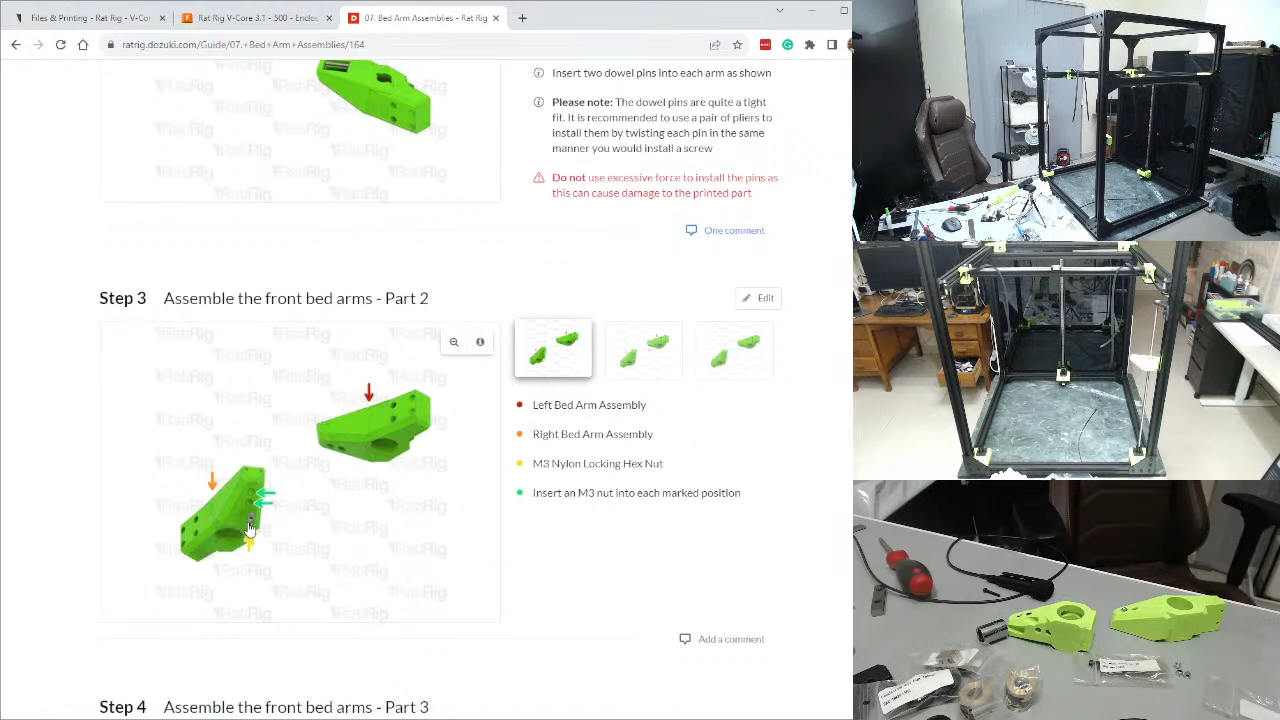 Files & Printing - Rat Rig V-Co
Rat Rig V-Core 3.1 - 500 - Endos
07. Bed Arm Assemblies - Rat Rig
ratrig.dozuki.com/Guide/07.+Bed+Arm+Assemblies/164
Insert two dowel pins into each arm as shown
Please note: The dowel pins are quite a tight
fit. It is recommended to use a pair of pliers to
install them by twisting each pin in the same
manner you would install a screw
Do not use excessive force to install the pins as
this can cause damage to the printed part
One comment
Step 3 Assemble the front bed arms - Part 2
Edit
Left Bed Arm Assembly
Right Bed Arm Assembly
M3 Nylon Locking Hex Nut
Insert an M3 nut into each marked position
Add a comment
Step 4 Assemble the front bed arms - Part 3